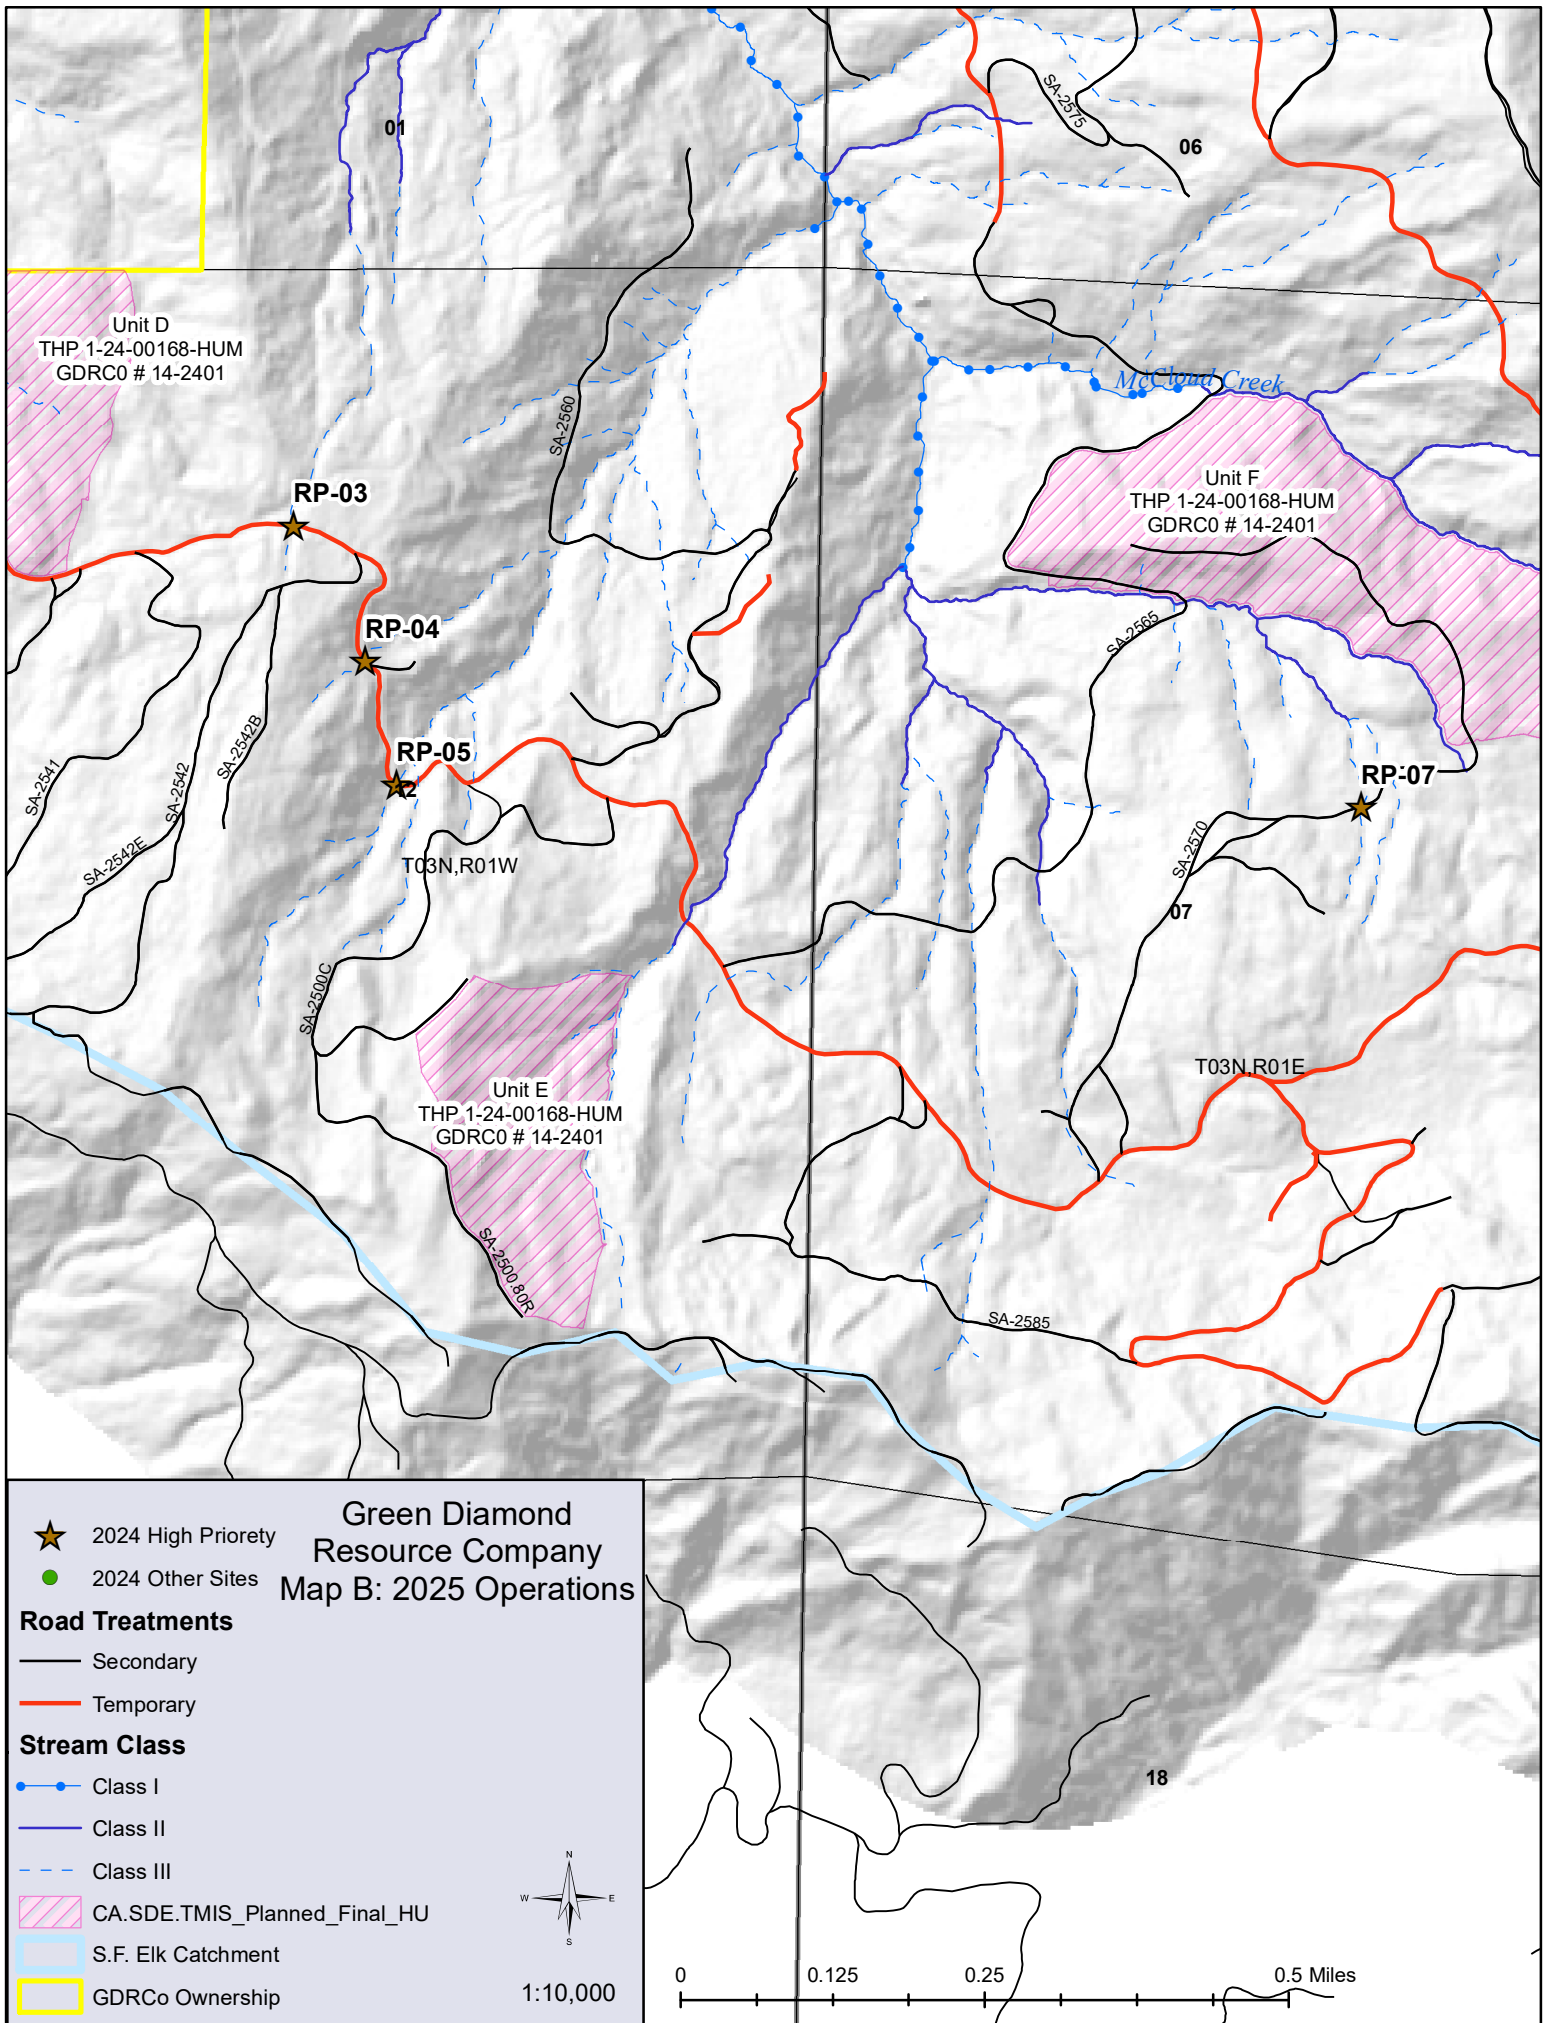 01
SA-2575
06
Unit D
THP 1-24-00168-HUM
GDRC0 # 14-2401
McCloud Creek
SA-2560
Unit F
THP 1-24-00168-HUM
GDRC0 # 14-2401
RP-03
RP-04
SA-2565
SA-2542B
RP-05
SA-2541
SA-2542
12
RP-07
SA-2542E
T03N,R01W
SA-2570
07
SA-2500C
T03N,R01E
Unit E
THP 1-24-00168-HUM
GDRC0 # 14-2401
SA-2500.80R
SA-2585
Green Diamond
Resource Company
Map B: 2025 Operations
2024 High Priorety
2024 Other Sites
Road Treatments
Secondary
Temporary
Stream Class
Class I
Class II
Class III
CA.SDE.TMIS_Planned_Final_HU
S.F. Elk Catchment
GDRCo Ownership
N
W E
S
1:10,000
18
0 0.125 0.25 0.5 Miles